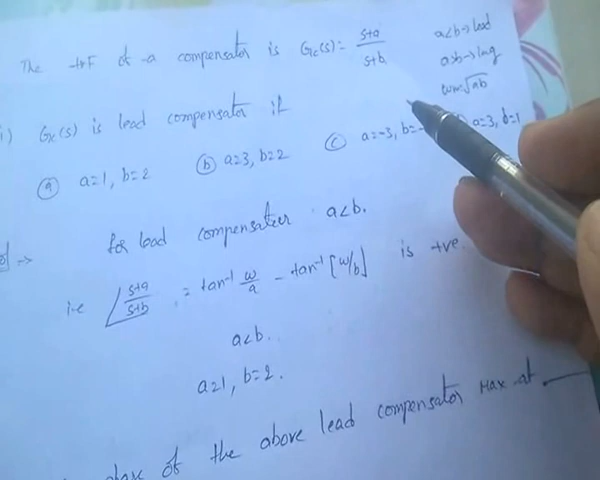 The trF of a compensator is Gc(s) = s+a / s+b
a<b → lead
a>b → lag
ωm=√ab
i) Gc(s) is lead compensator if
(a) a=1, b=2 (b) a=3, b=2 (c) a=-3, b=- a=3, b=1
for lead compensator a<b.
i.e ∠ s+a / s+b = tan⁻¹ ω/a - tan⁻¹ [ω/b] is +ve.
a<b.
a=1, b=2.
of the above lead compensator Max at